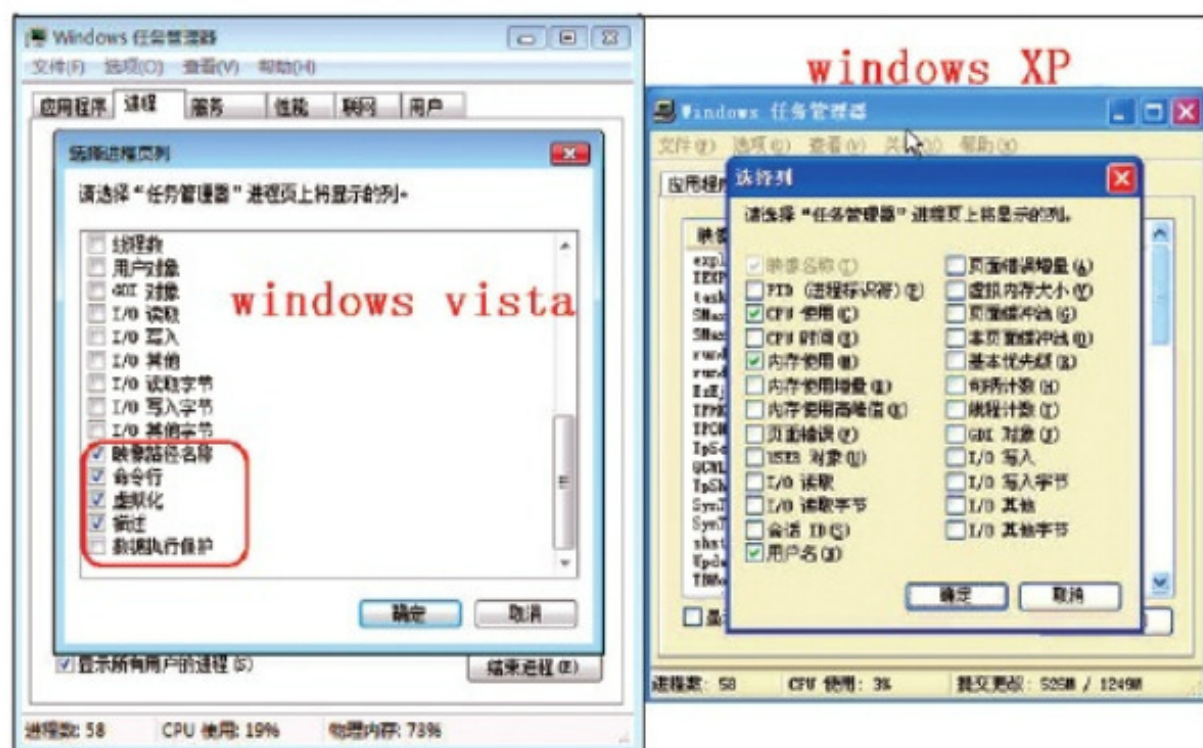 Windows 任务管理器
文件(F) 选项(O) 查看(V) 帮助(H)
应用程序 进程 服务 性能 联网 用户
选择进程页列
请选择“任务管理器”进程页上将显示的列。
线程数
用户对象
GDI 对象
I/O 读取
I/O 写入
I/O 其他
I/O 读取字节
I/O 写入字节
I/O 其他字节
映像路径名称
命令行
虚拟化
描述
数据执行保护
windows vista
确定 取消
显示所有用户的进程(S)
结束进程(E)
进程数: 58 CPU 使用: 19% 物理内存: 73%
windows XP
Windows 任务管理器
文件(F) 选项(O) 查看(V) 关 帮助(H)
应用程
选择列
请选择“任务管理器”进程页上将显示的列。
映像名称(I)
PID (进程标识符)(P)
CPU 使用(C)
CPU 时间(E)
内存使用(M)
内存使用增量(D)
内存使用高峰值(K)
页面错误(F)
USER 对象(U)
I/O 读取
I/O 读取字节
会话 ID(S)
用户名(N)
页面错误增量(A)
虚拟内存大小(V)
页面缓冲池(G)
非页面缓冲池(O)
基本优先级(B)
句柄计数(H)
线程计数(T)
GDI 对象(J)
I/O 写入
I/O 写入字节
I/O 其他
I/O 其他字节
确定 取消
进程数: 58 CPU 使用: 3% 提交更改: 526M / 1249M